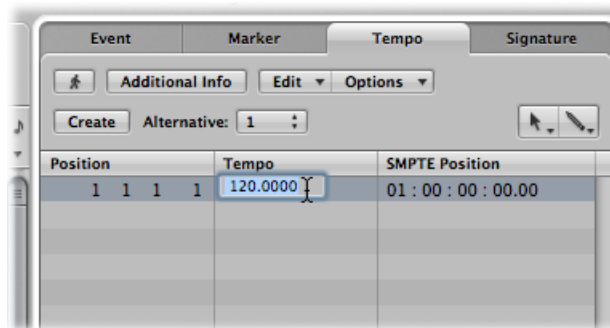 Event Marker Tempo Signature
Additional Info Edit Options
Create Alternative: 1
Position Tempo SMPTE Position
1 1 1 1 120.0000 01 : 00 : 00 : 00.00